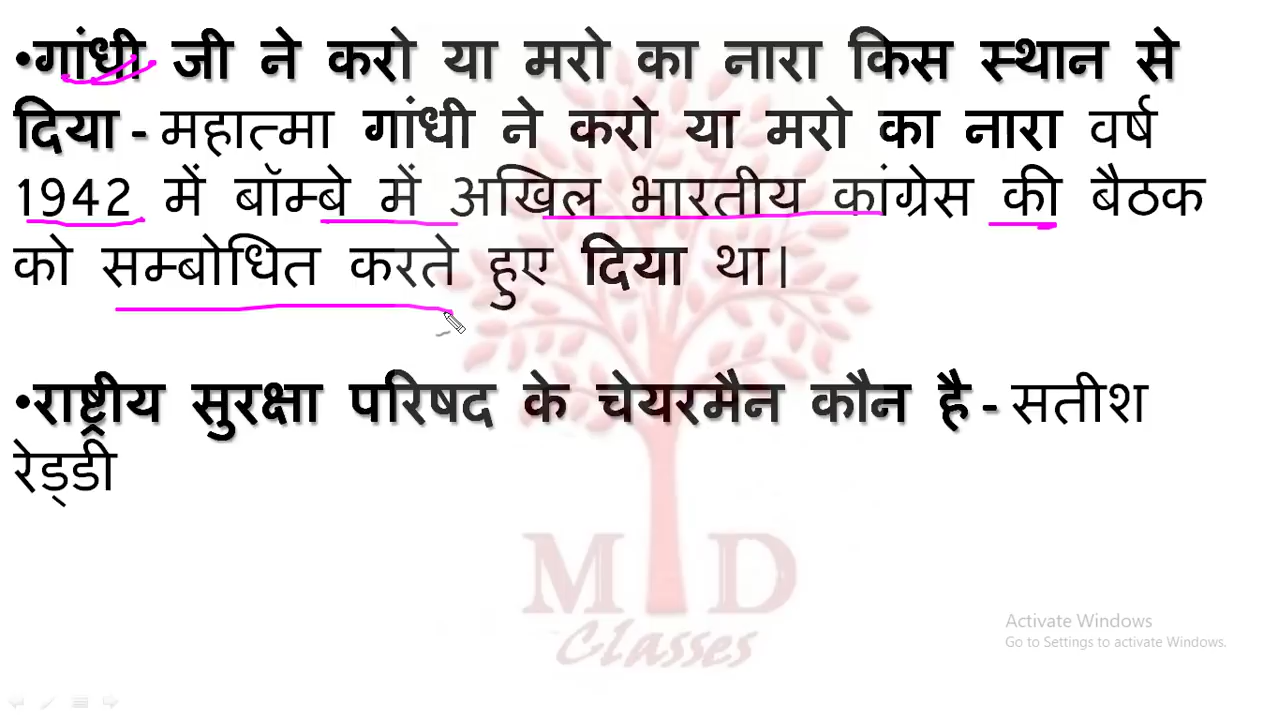 •गांधी जी ने करो या मरो का नारा किस स्थान से
दिया - महात्मा गांधी ने करो या मरो का नारा वर्ष
1942 में बॉम्बे में अखिल भारतीय कांग्रेस की बैठक
को सम्बोधित करते हुए दिया था।
•राष्ट्रीय सुरक्षा परिषद के चेयरमैन कौन है - सतीश
रेड्डी
M D
Classes
Activate Windows
Go to Settings to activate Windows.